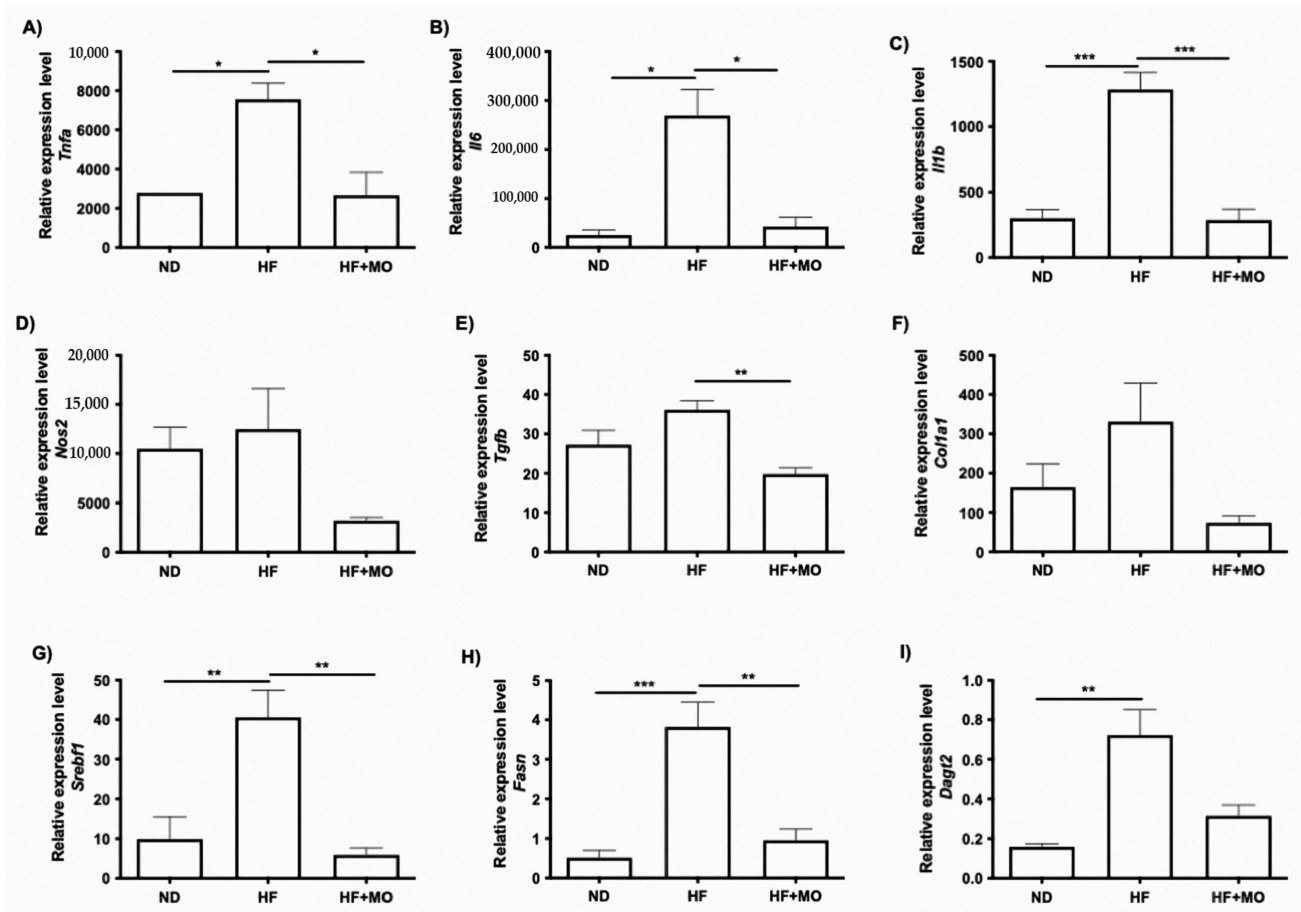 A)
Relative expression level
Tnfa
10,000
8000
6000
4000
2000
0
*
*
ND
HF
HF+MO
B)
Relative expression level
Il6
400,000
300,000
200,000
100,000
0
*
*
ND
HF
HF+MO
C)
Relative expression level
Il1b
1500
1000
500
0
***
***
ND
HF
HF+MO
D)
Relative expression level
Nos2
20,000
15,000
10,000
5000
0
ND
HF
HF+MO
E)
Relative expression level
Tgfb
50
40
30
20
10
0
**
ND
HF
HF+MO
F)
Relative expression level
Col1a1
500
400
300
200
100
0
ND
HF
HF+MO
G)
Relative expression level
Srebf1
50
40
30
20
10
0
**
**
ND
HF
HF+MO
H)
Relative expression level
Fasn
5
4
3
2
1
0
***
**
ND
HF
HF+MO
I)
Relative expression level
Dagt2
1.0
0.8
0.6
0.4
0.2
0.0
**
ND
HF
HF+MO